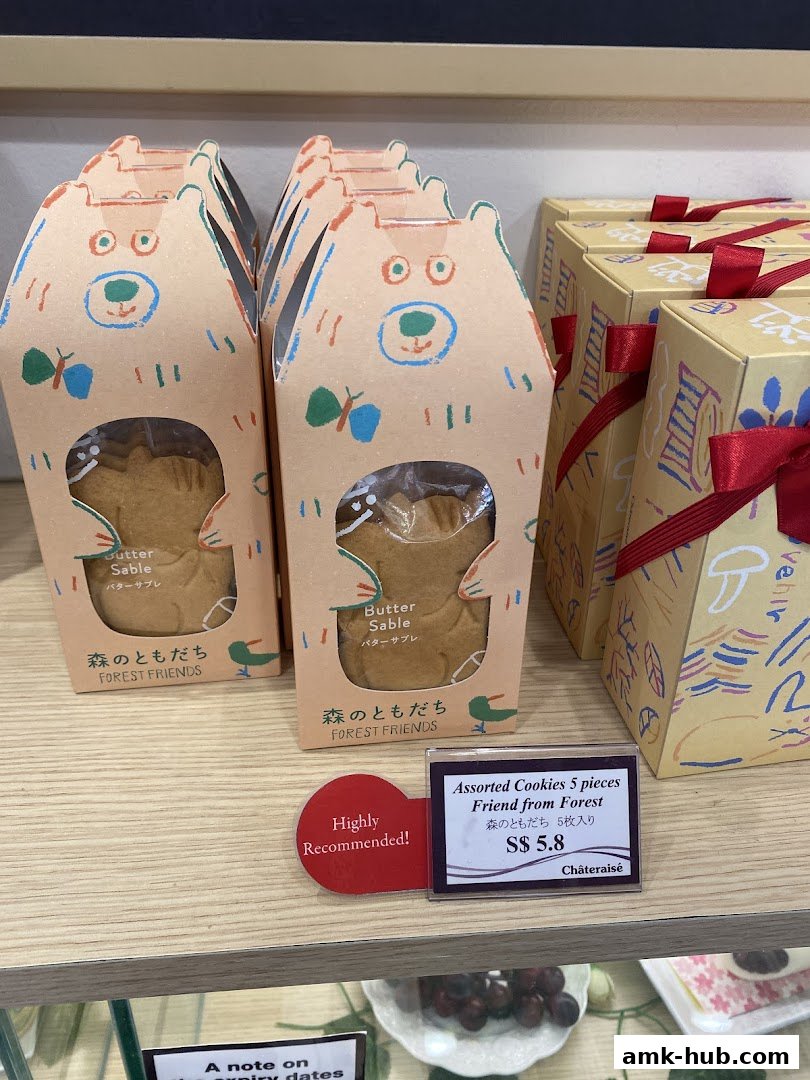 Butter
Sable
バターサブレ
森のともだち
FOREST FRIENDS
Butter
Sable
バターサブレ
森のともだち
FOREST FRIENDS
Highly
Recommended!
Assorted Cookies 5 pieces
Friend from Forest
森のともだち 5枚入り
S$ 5.8
Châteraisé
A note on
expiry dates
amk-hub.com